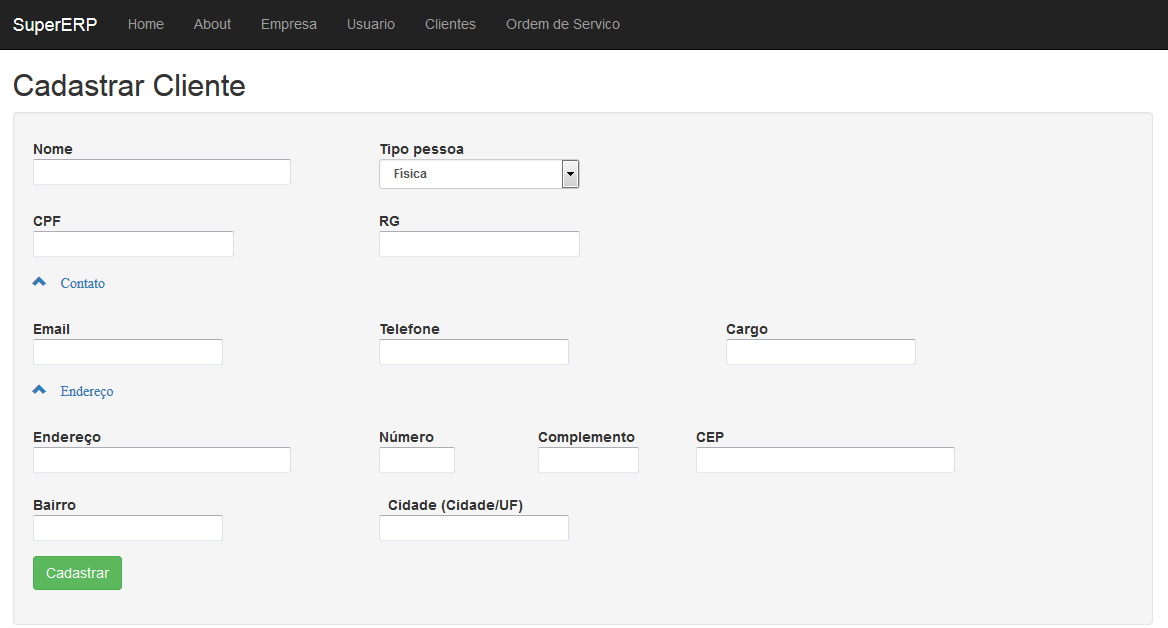 SuperERP Home About Empresa Usuario Clientes Ordem de Servico
Cadastrar Cliente
Nome Tipo pessoa
Física
CPF RG
Contato
Email Telefone Cargo
Endereço
Endereço Número Complemento CEP
Bairro Cidade (Cidade/UF)
Cadastrar